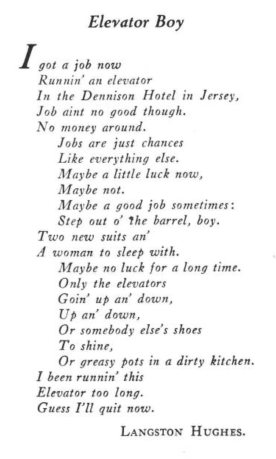 Elevator Boy
I got a job now
Runnin' an elevator
In the Dennison Hotel in Jersey,
Job aint no good though.
No money around.
Jobs are just chances
Like everything else.
Maybe a little luck now,
Maybe not.
Maybe a good job sometimes:
Step out o' the barrel, boy.
Two new suits an'
A woman to sleep with.
Maybe no luck for a long time.
Only the elevators
Goin' up an' down,
Up an' down,
Or somebody else's shoes
To shine,
Or greasy pots in a dirty kitchen.
I been runnin' this
Elevator too long.
Guess I'll quit now.
LANGSTON HUGHES.